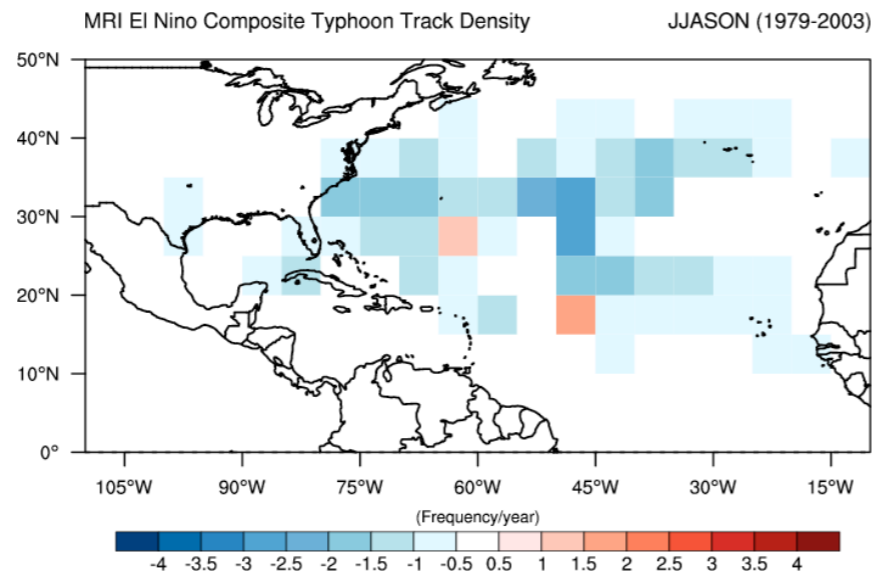 MRI El Nino Composite Typhoon Track Density JJASON (1979-2003)
50°N
40°N
30°N
20°N
10°N
0°
105°W 90°W 75°W 60°W 45°W 30°W 15°W
(Frequency/year)
-4 -3.5 -3 -2.5 -2 -1.5 -1 -0.5 0.5 1 1.5 2 2.5 3 3.5 4